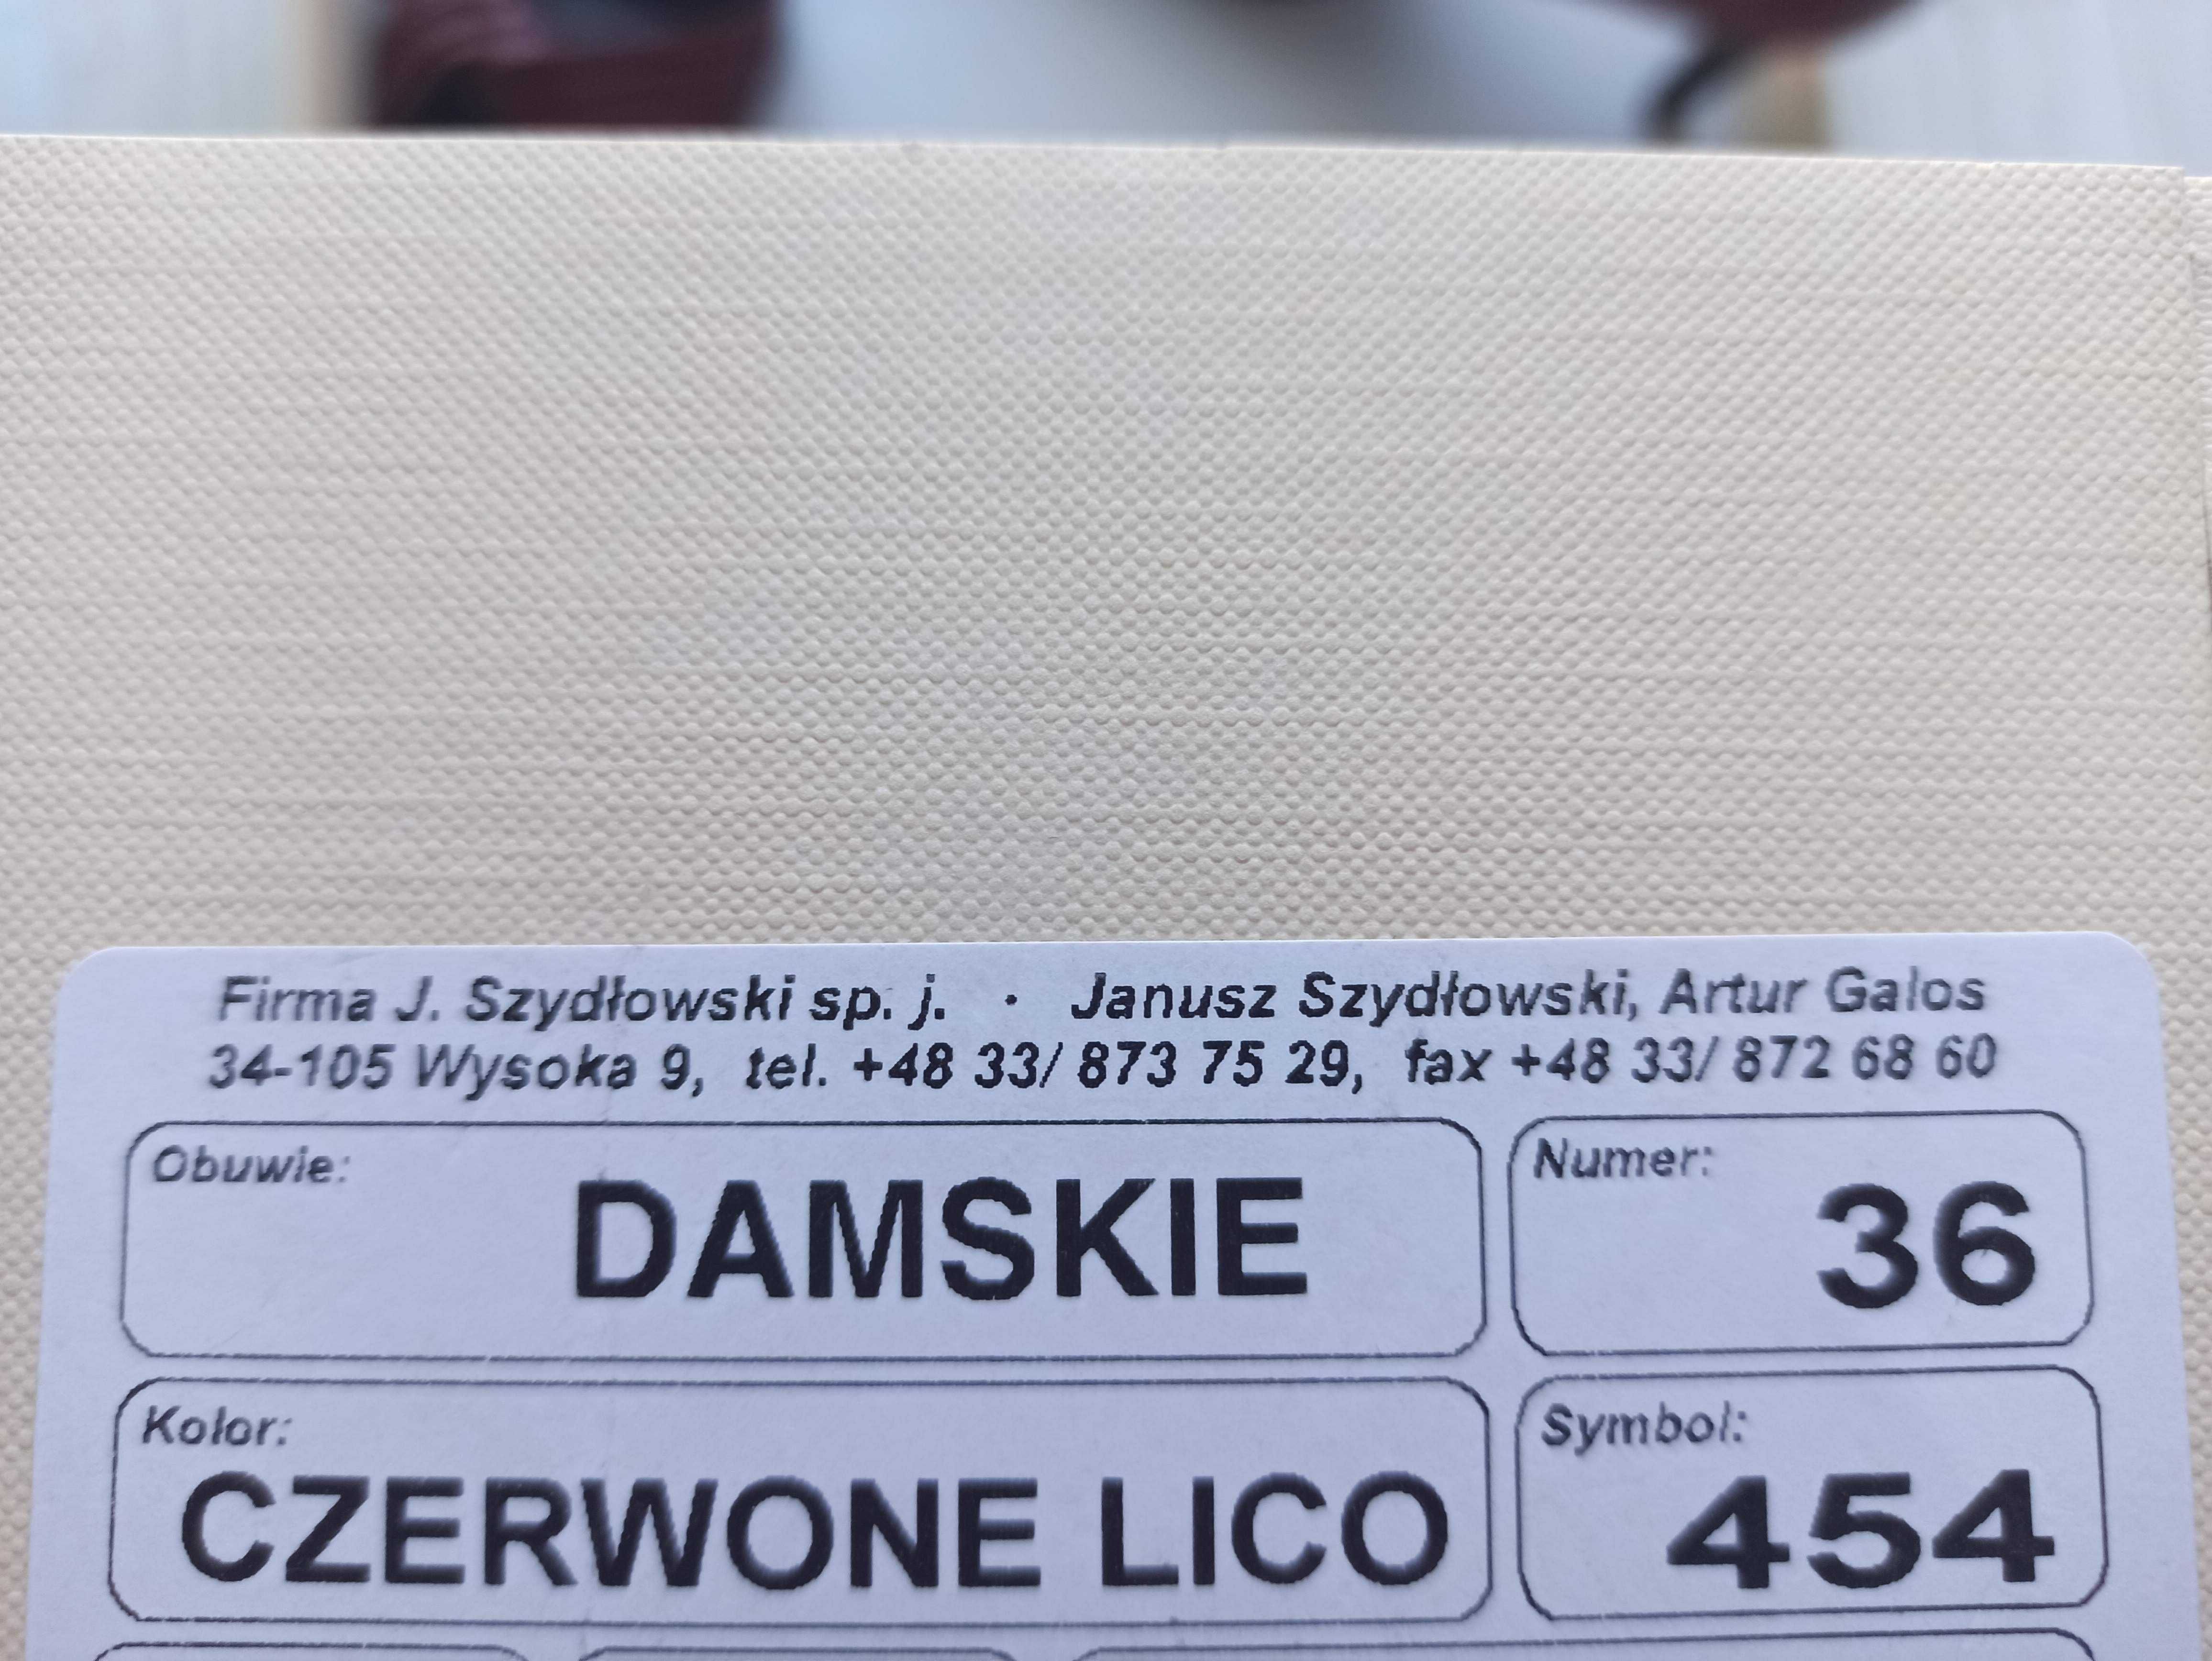 Firma J. Szydłowski sp. j. · Janusz Szydłowski, Artur Galos
34-105 Wysoka 9, tel. +48 33/ 873 75 29, fax +48 33/ 872 68 60
Obuwie:
DAMSKIE
Numer:
36
Kolor:
CZERWONE LICO
Symbol:
454